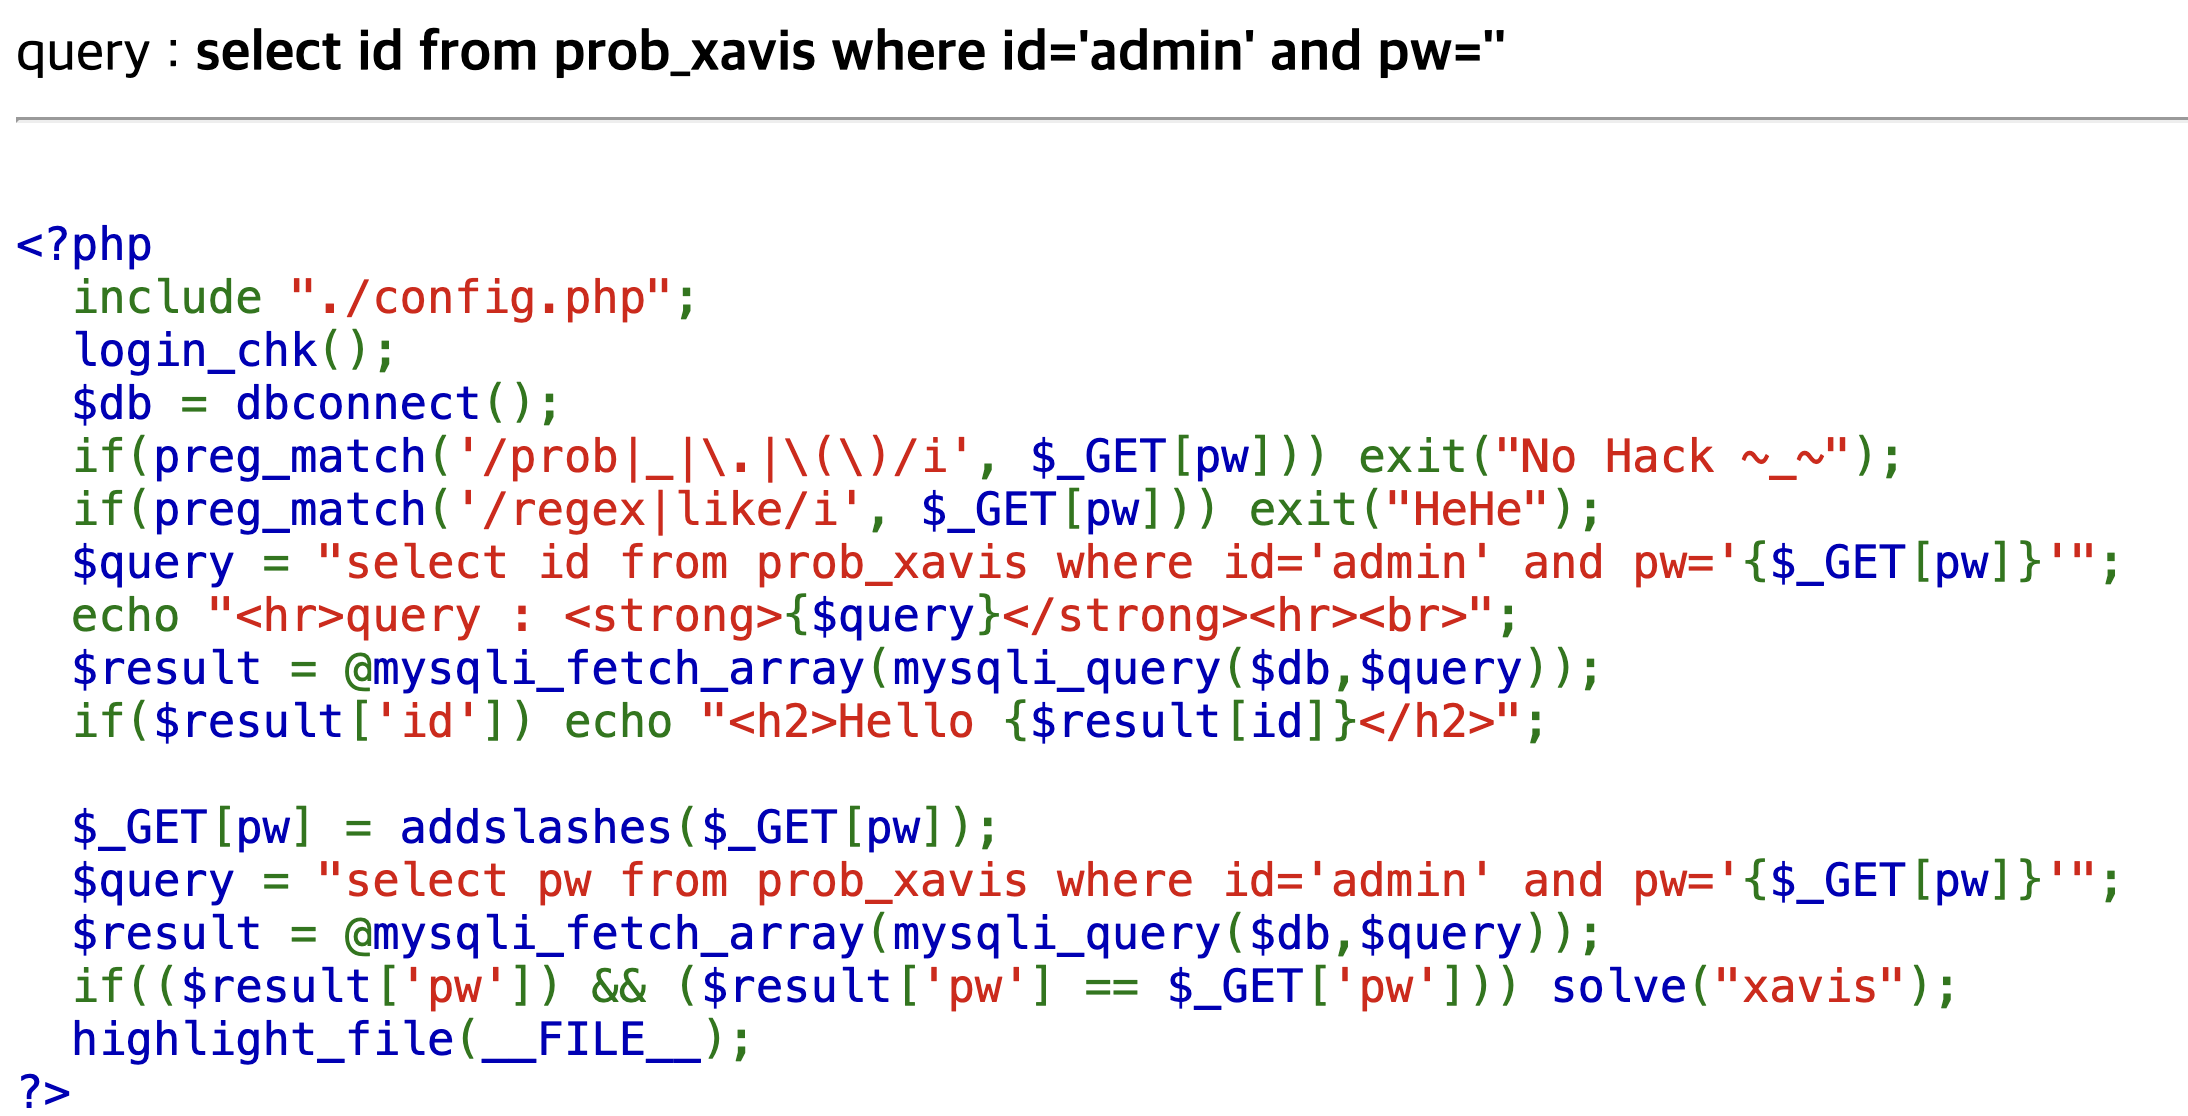 query : select id from prob_xavis where id='admin' and pw=''
<?php
  include "./config.php";
  login_chk();
  $db = dbconnect();
  if(preg_match('/prob|_|\.|\(\)/i', $_GET[pw])) exit("No Hack ~_~");
  if(preg_match('/regex|like/i', $_GET[pw])) exit("HeHe");
  $query = "select id from prob_xavis where id='admin' and pw='{$_GET[pw]}'";
  echo "<hr>query : <strong>{$query}</strong><hr><br>";
  $result = @mysqli_fetch_array(mysqli_query($db,$query));
  if($result['id']) echo "<h2>Hello {$result[id]}</h2>";
  $_GET[pw] = addslashes($_GET[pw]);
  $query = "select pw from prob_xavis where id='admin' and pw='{$_GET[pw]}'";
  $result = @mysqli_fetch_array(mysqli_query($db,$query));
  if(($result['pw']) && ($result['pw'] == $_GET['pw'])) solve("xavis");
  highlight_file(__FILE__);
?>